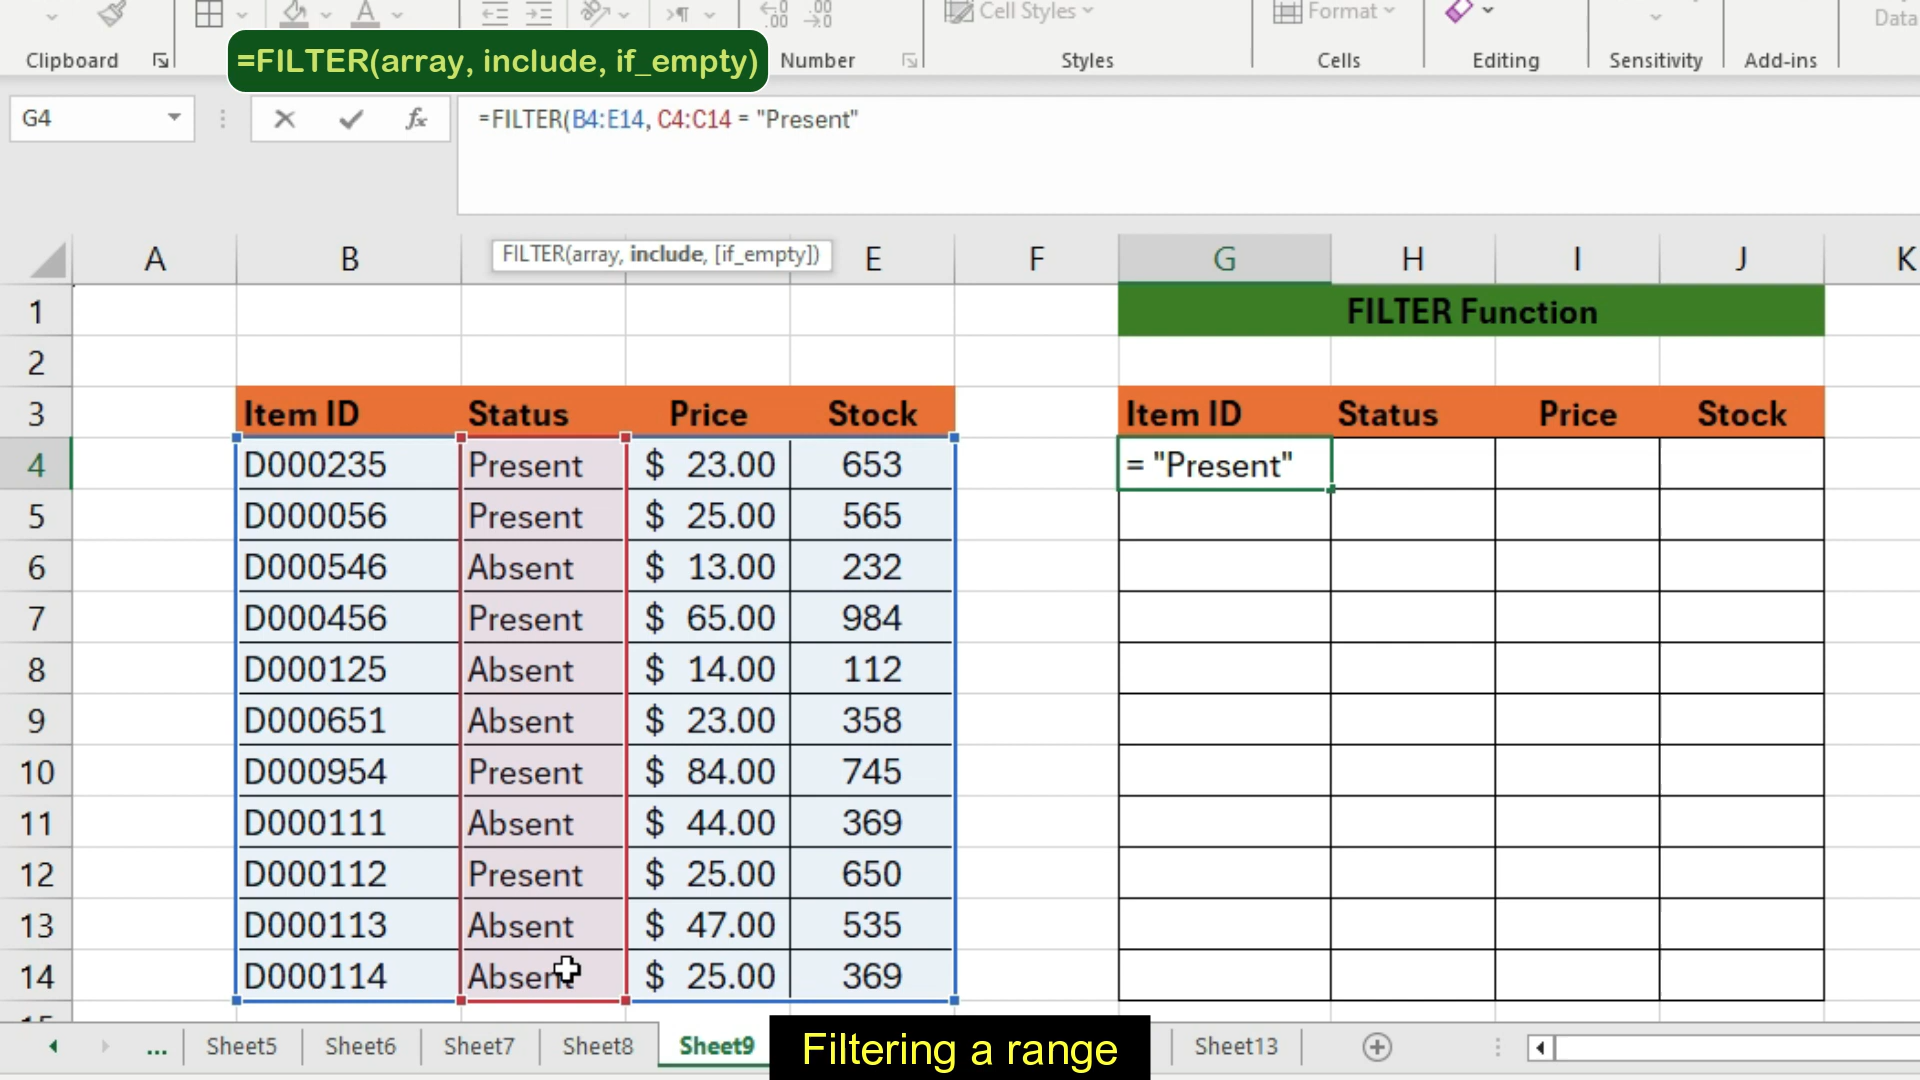 Cell Styles
Format
Data
Clipboard
=FILTER(array, include, if_empty)
Number
Styles
Cells
Editing
Sensitivity
Add-ins
G4
fx
=FILTER(B4:E14, C4:C14 = "Present"
FILTER(array, include, [if_empty])
A B E F G H I J K
1 FILTER Function
2
3 Item ID Status Price Stock Item ID Status Price Stock
4 D000235 Present $ 23.00 653 = "Present"
5 D000056 Present $ 25.00 565
6 D000546 Absent $ 13.00 232
7 D000456 Present $ 65.00 984
8 D000125 Absent $ 14.00 112
9 D000651 Absent $ 23.00 358
10 D000954 Present $ 84.00 745
11 D000111 Absent $ 44.00 369
12 D000112 Present $ 25.00 650
13 D000113 Absent $ 47.00 535
14 D000114 Absent $ 25.00 369
... Sheet5 Sheet6 Sheet7 Sheet8 Sheet9 Sheet13
Filtering a range